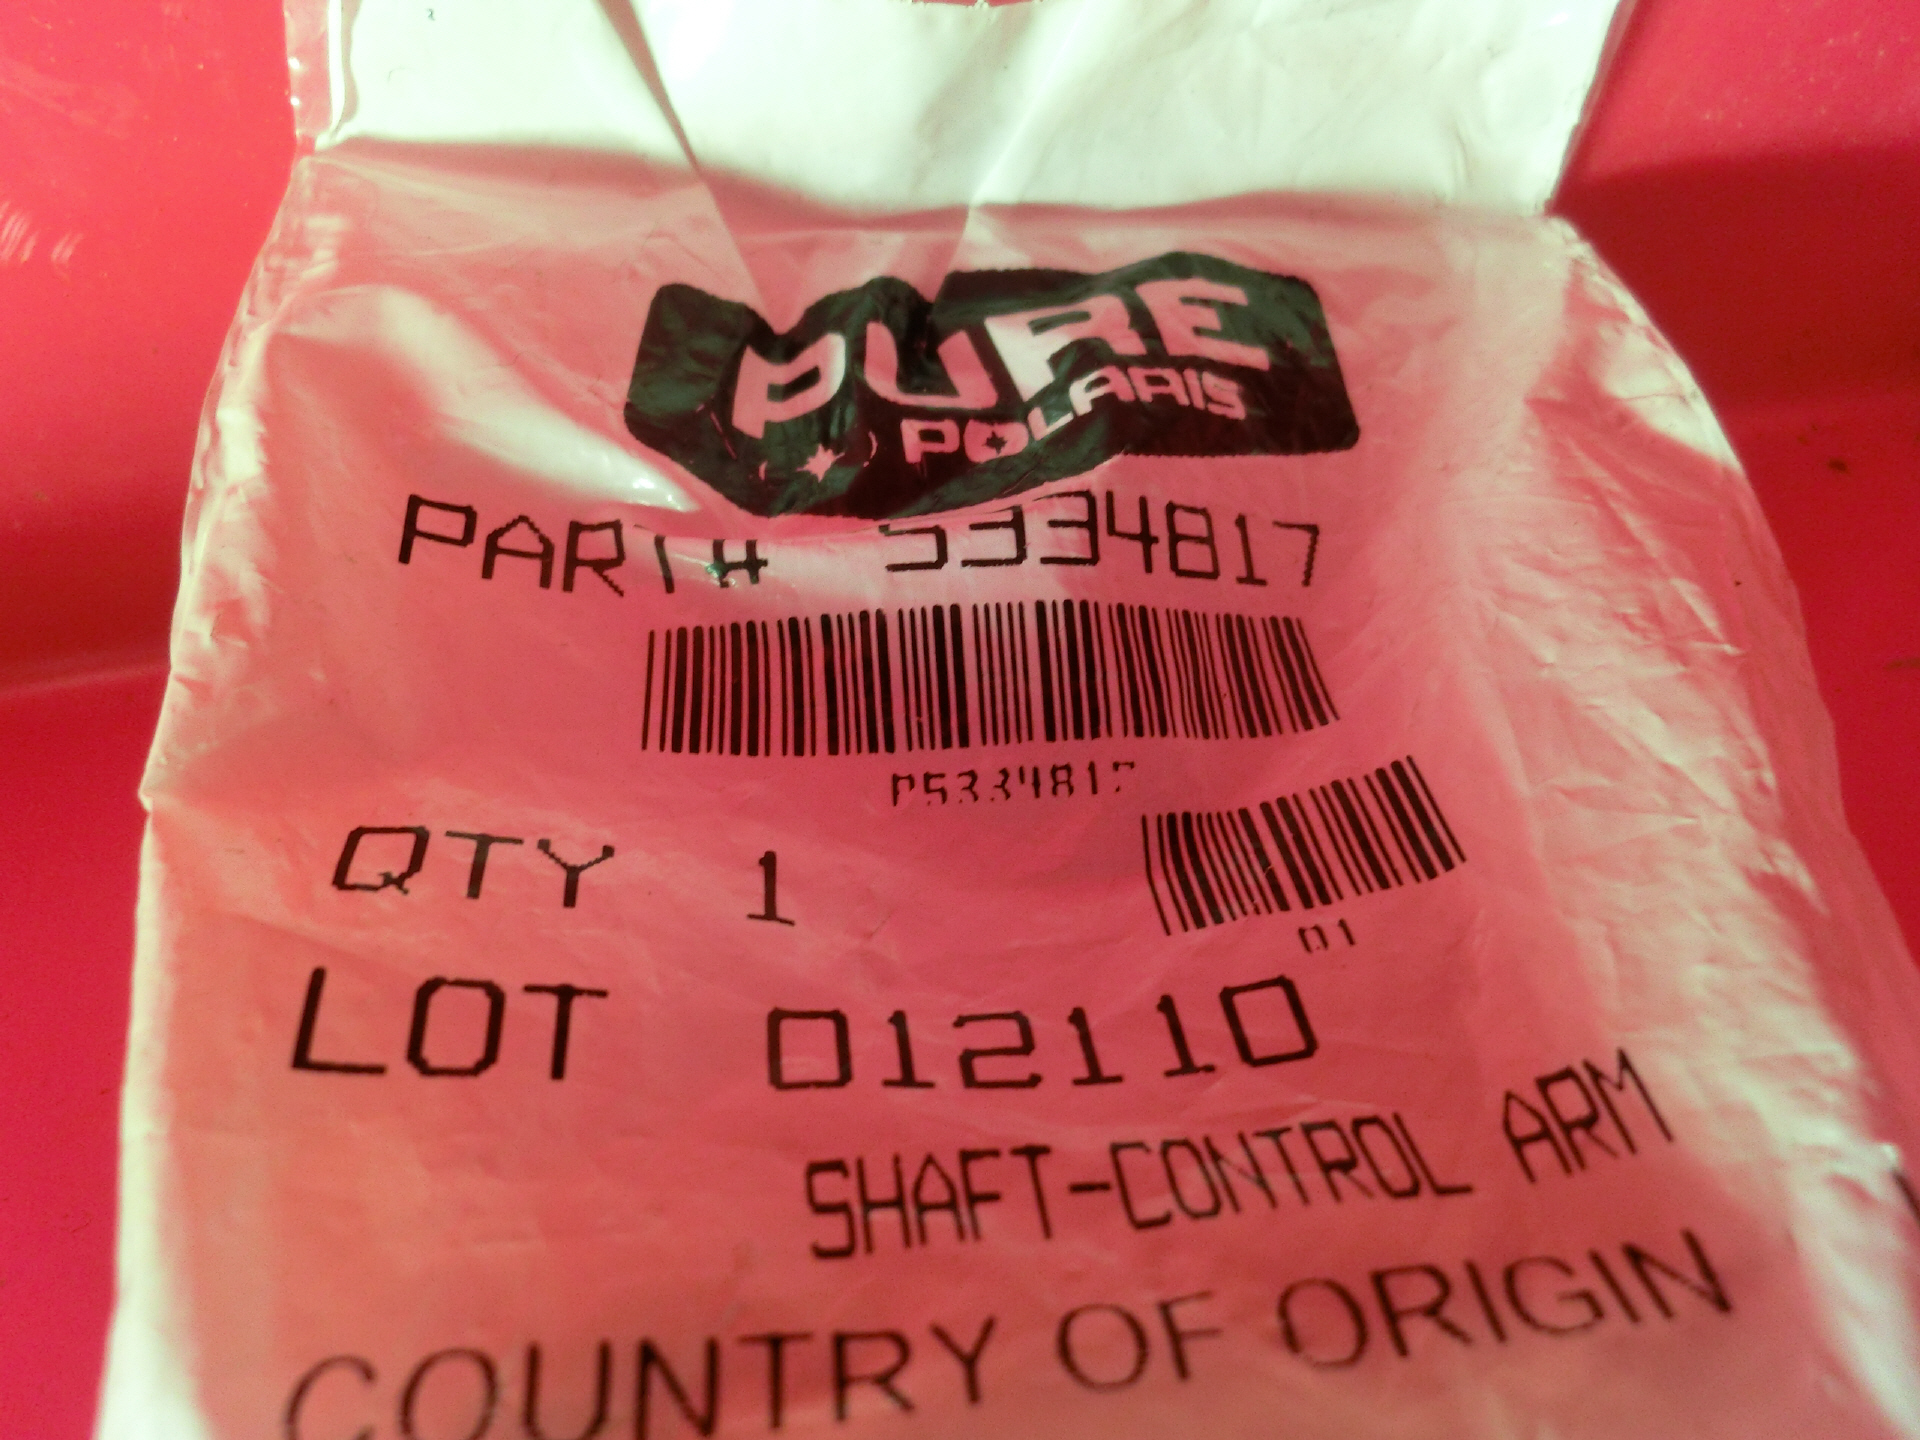 PURE
POLARIS
PART# 5334817
P5334817
QTY 1
01
LOT 012110
SHAFT-CONTROL ARM
COUNTRY OF ORIGIN